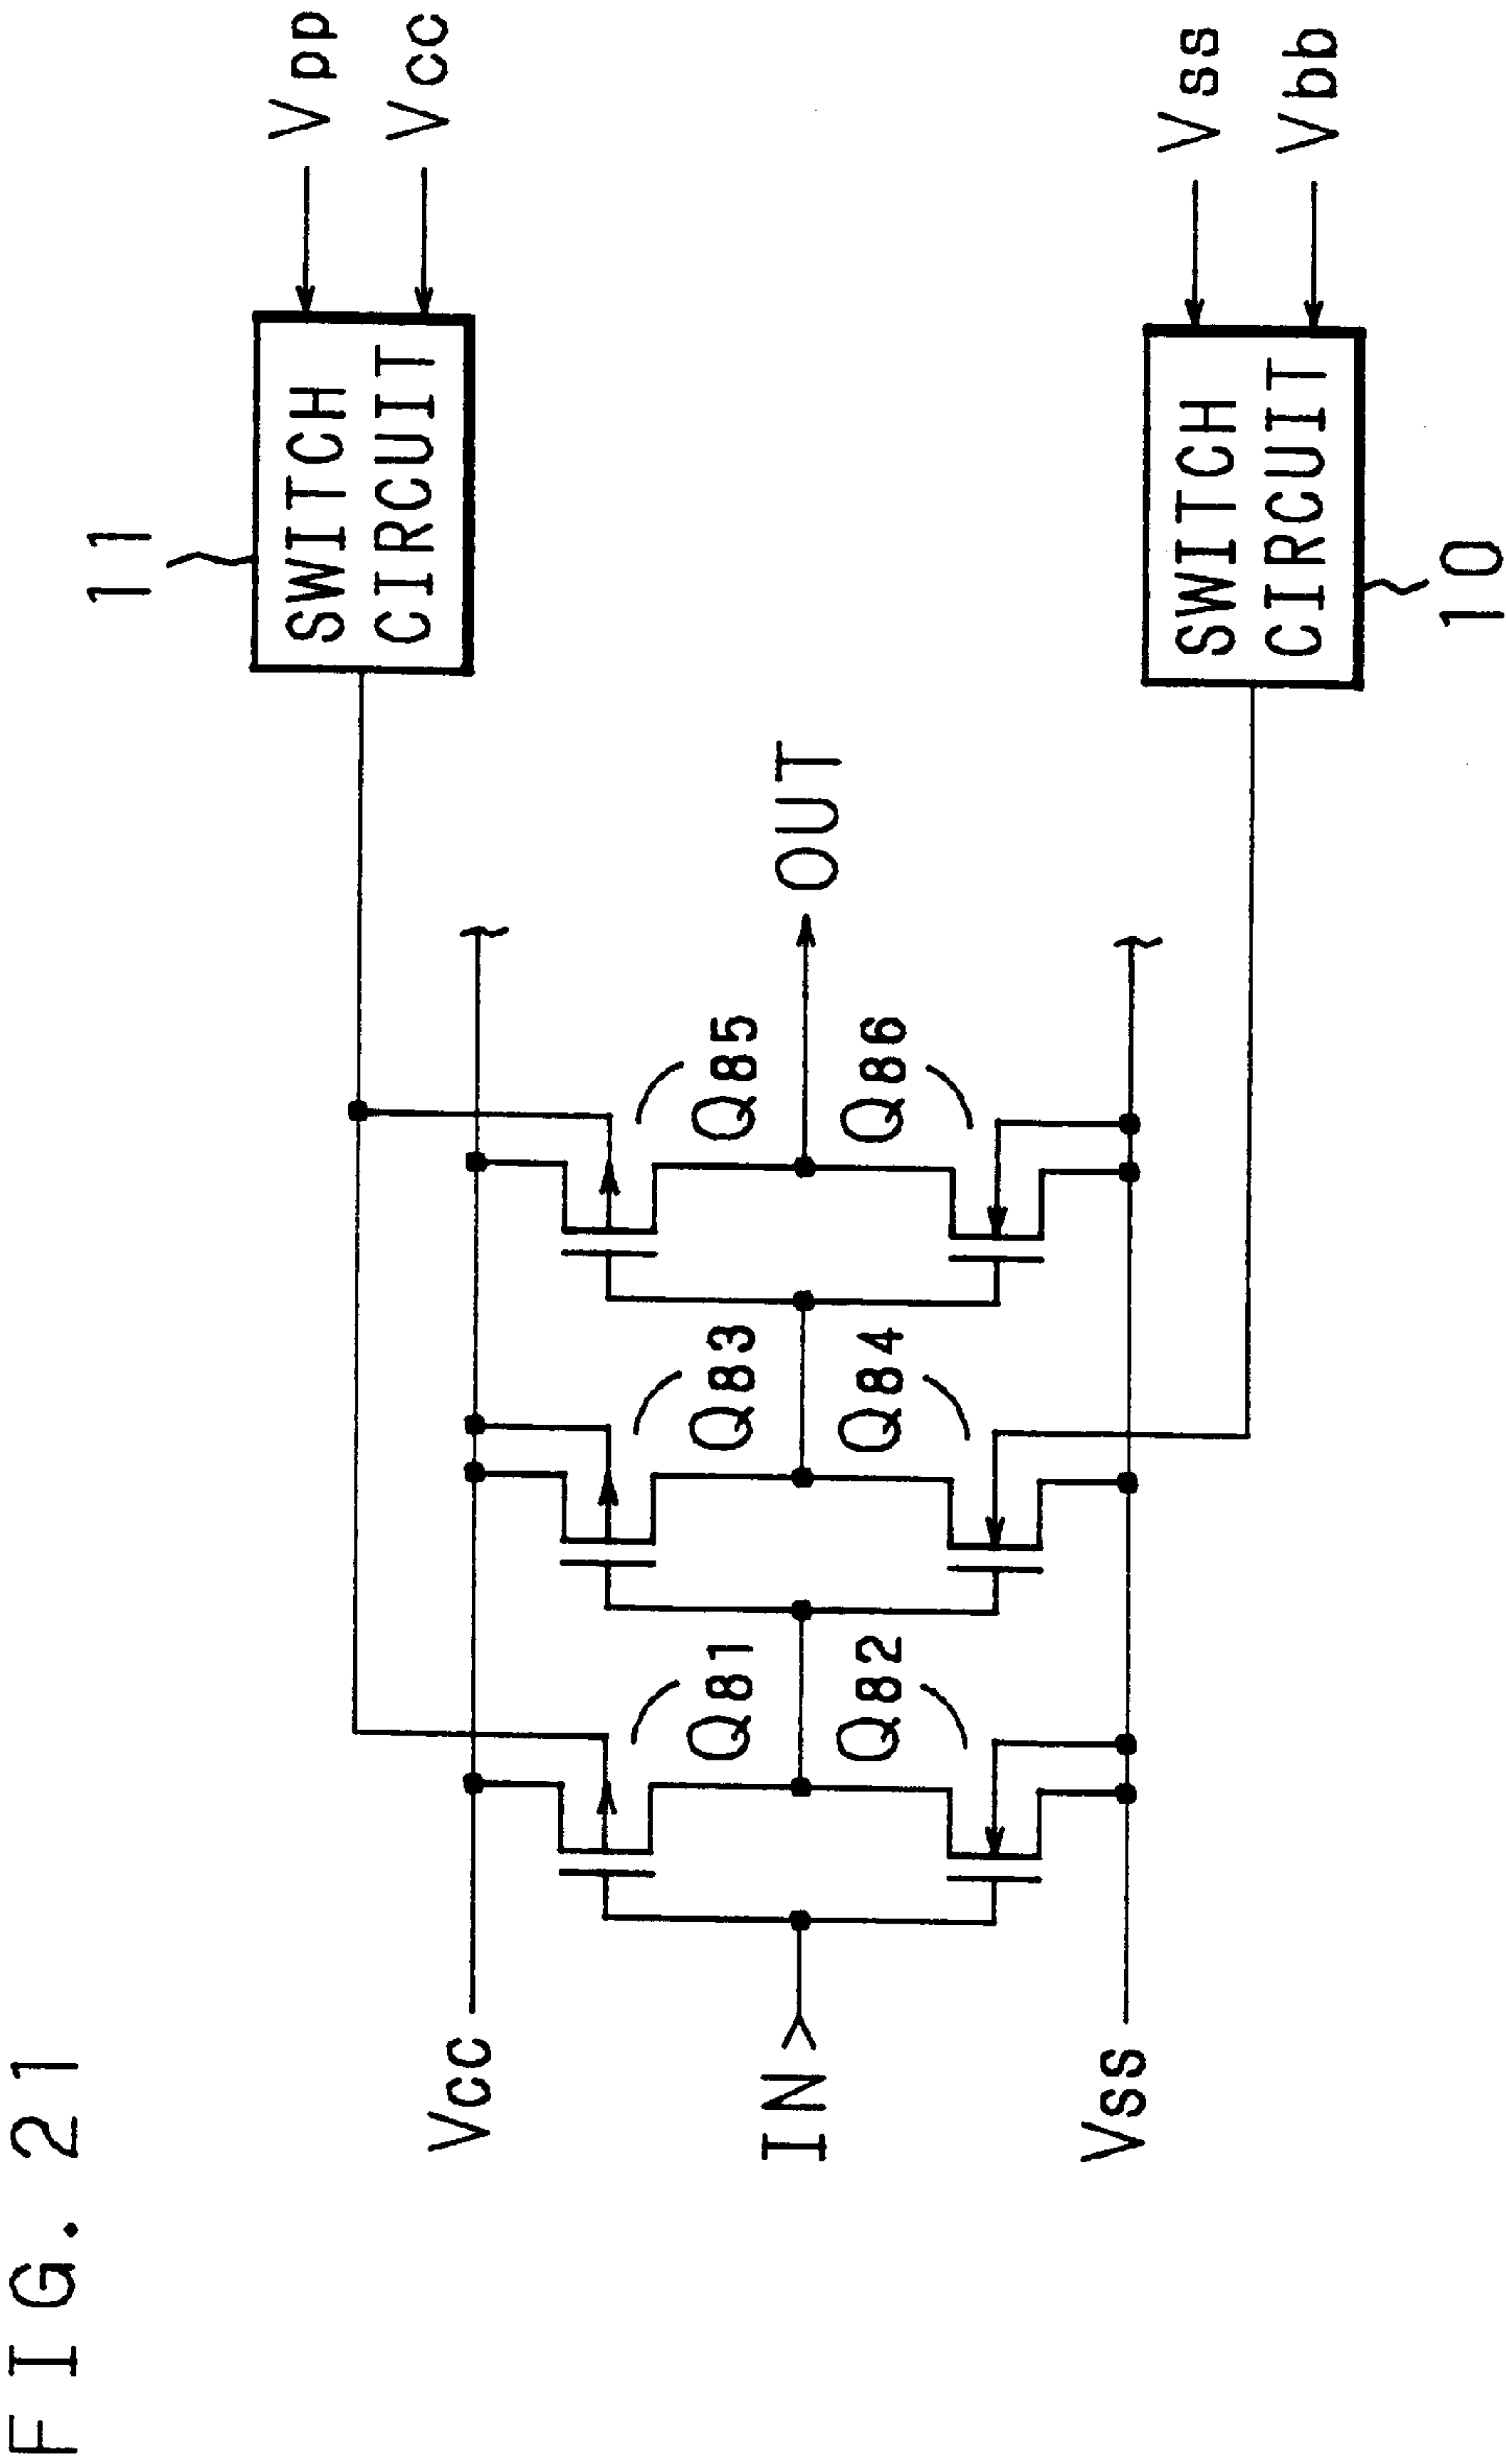 FIG. 21
11
Vpp
SWITCH
CIRCUIT
Vcc
Vcc
Q81
Q83
Q85
IN
OUT
Q82
Q84
Q86
Vss
Vss
SWITCH
CIRCUIT
Vbb
10